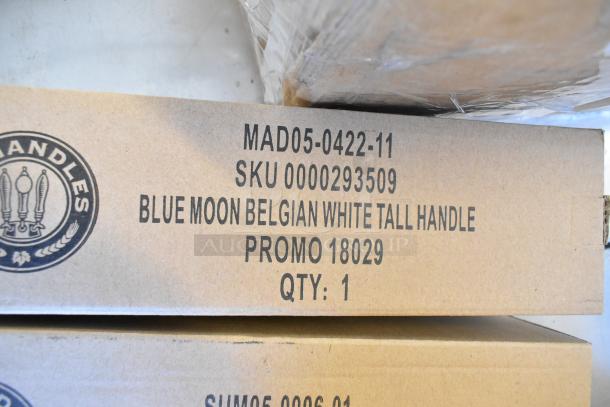 HANDLES
MAD05-0422-11
SKU 0000293509
BLUE MOON BELGIAN WHITE TALL HANDLE
PROMO 18029
QTY: 1